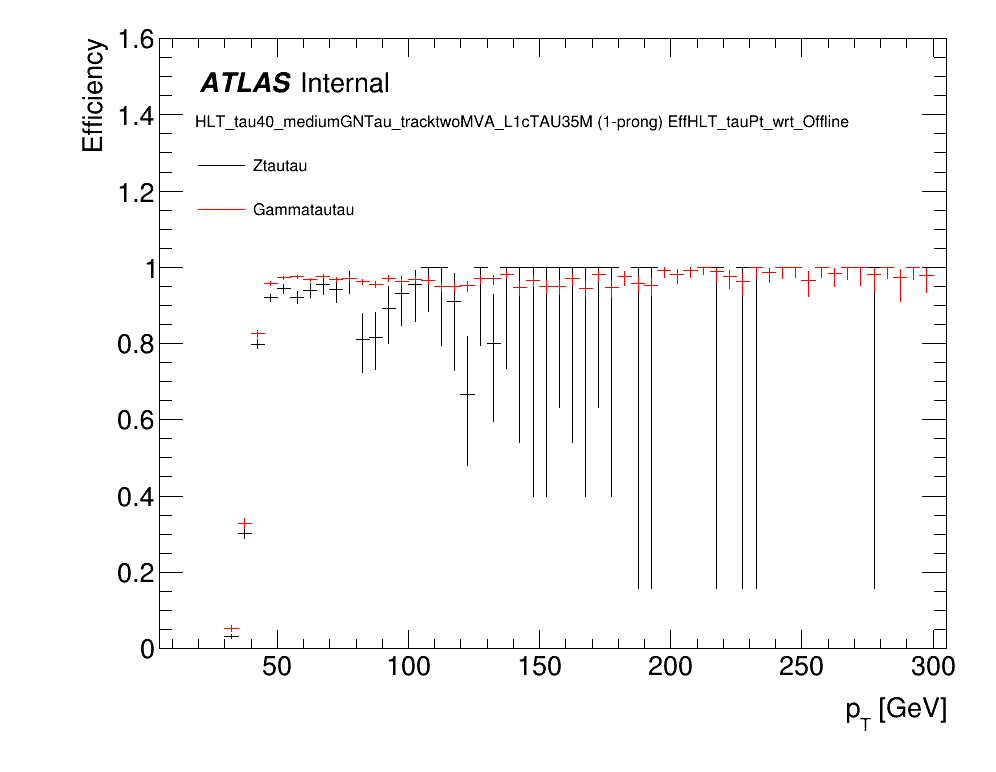 1.6
1.4
1.2
1
0.8
0.6
0.4
0.2
0
Efficiency
ATLAS Internal
HLT_tau40_mediumGNTau_tracktwoMVA_L1cTAU35M (1-prong) EffHLT_tauPt_wrt_Offline
Ztautau
Gammatautau
50 100 150 200 250 300
p_T [GeV]